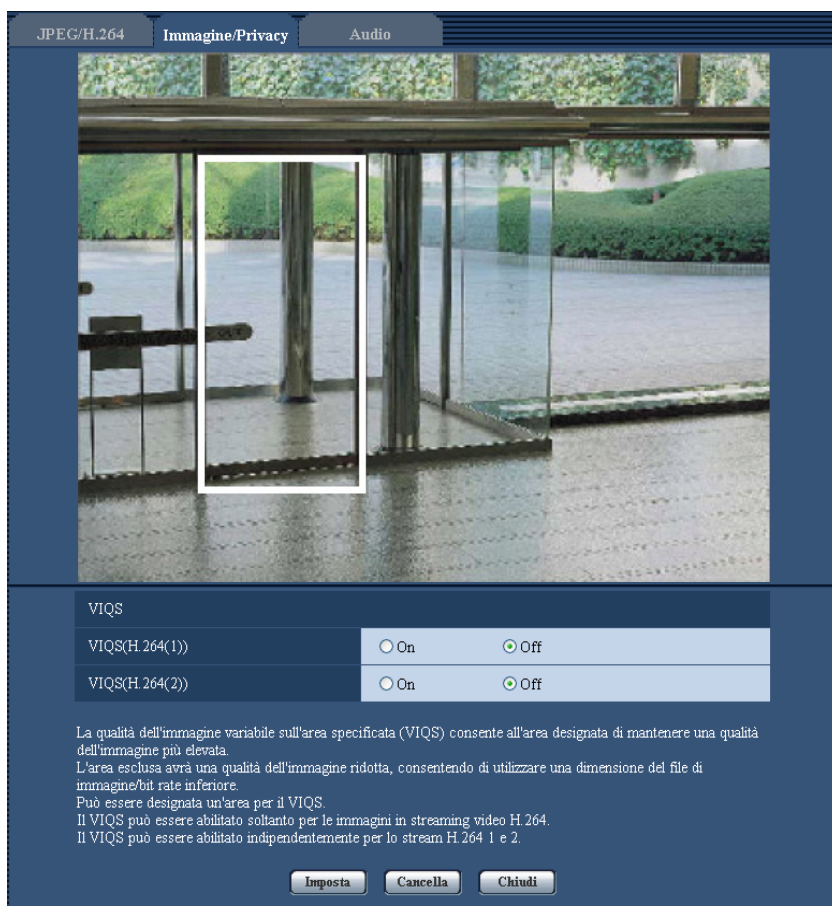 JPEG/H.264 Immagine/Privacy Audio
VIQS
VIQS(H.264(1)) On Off
VIQS(H.264(2)) On Off
La qualità dell'immagine variabile sull'area specificata (VIQS) consente all'area designata di mantenere una qualità
dell'immagine più elevata.
L'area esclusa avrà una qualità dell'immagine ridotta, consentendo di utilizzare una dimensione del file di
immagine/bit rate inferiore.
Può essere designata un'area per il VIQS.
Il VIQS può essere abilitato soltanto per le immagini in streaming video H.264.
Il VIQS può essere abilitato indipendentemente per lo stream H.264 1 e 2.
Imposta Cancella Chiudi